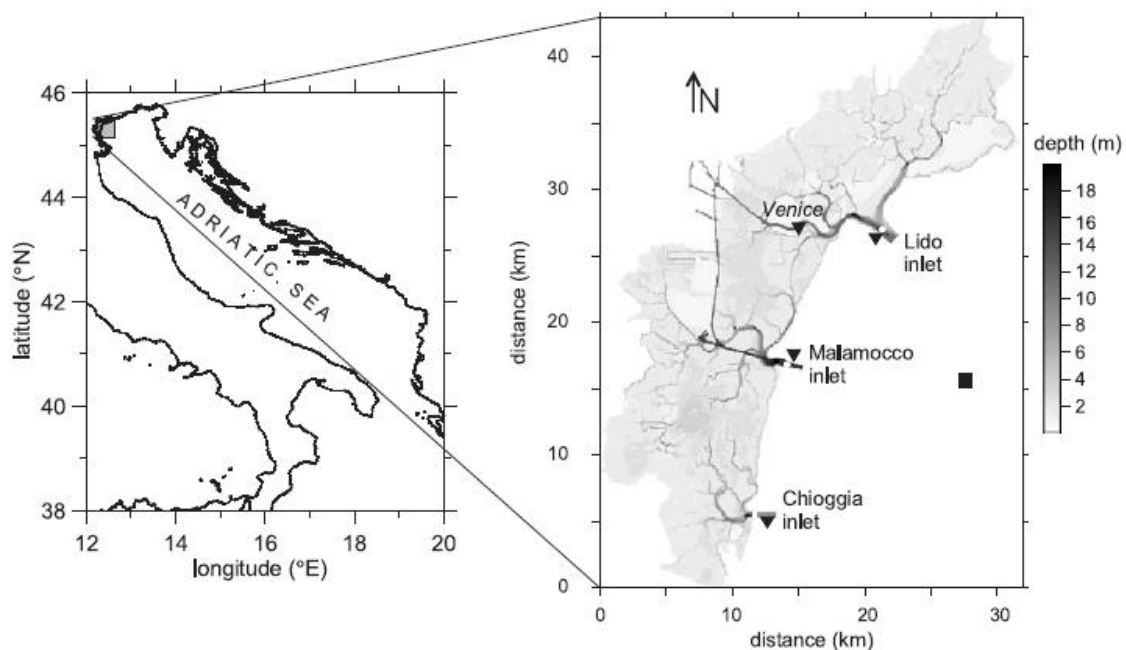 46
44
42
40
38
latitude (°N)
12
14
16
18
20
longitude (°E)
ADRIATIC SEA
40
30
20
10
0
distance (km)
0
10
20
30
distance (km)
N
Venice
Lido
inlet
Malamocco
inlet
Chioggia
inlet
depth (m)
18
16
14
12
10
8
6
4
2